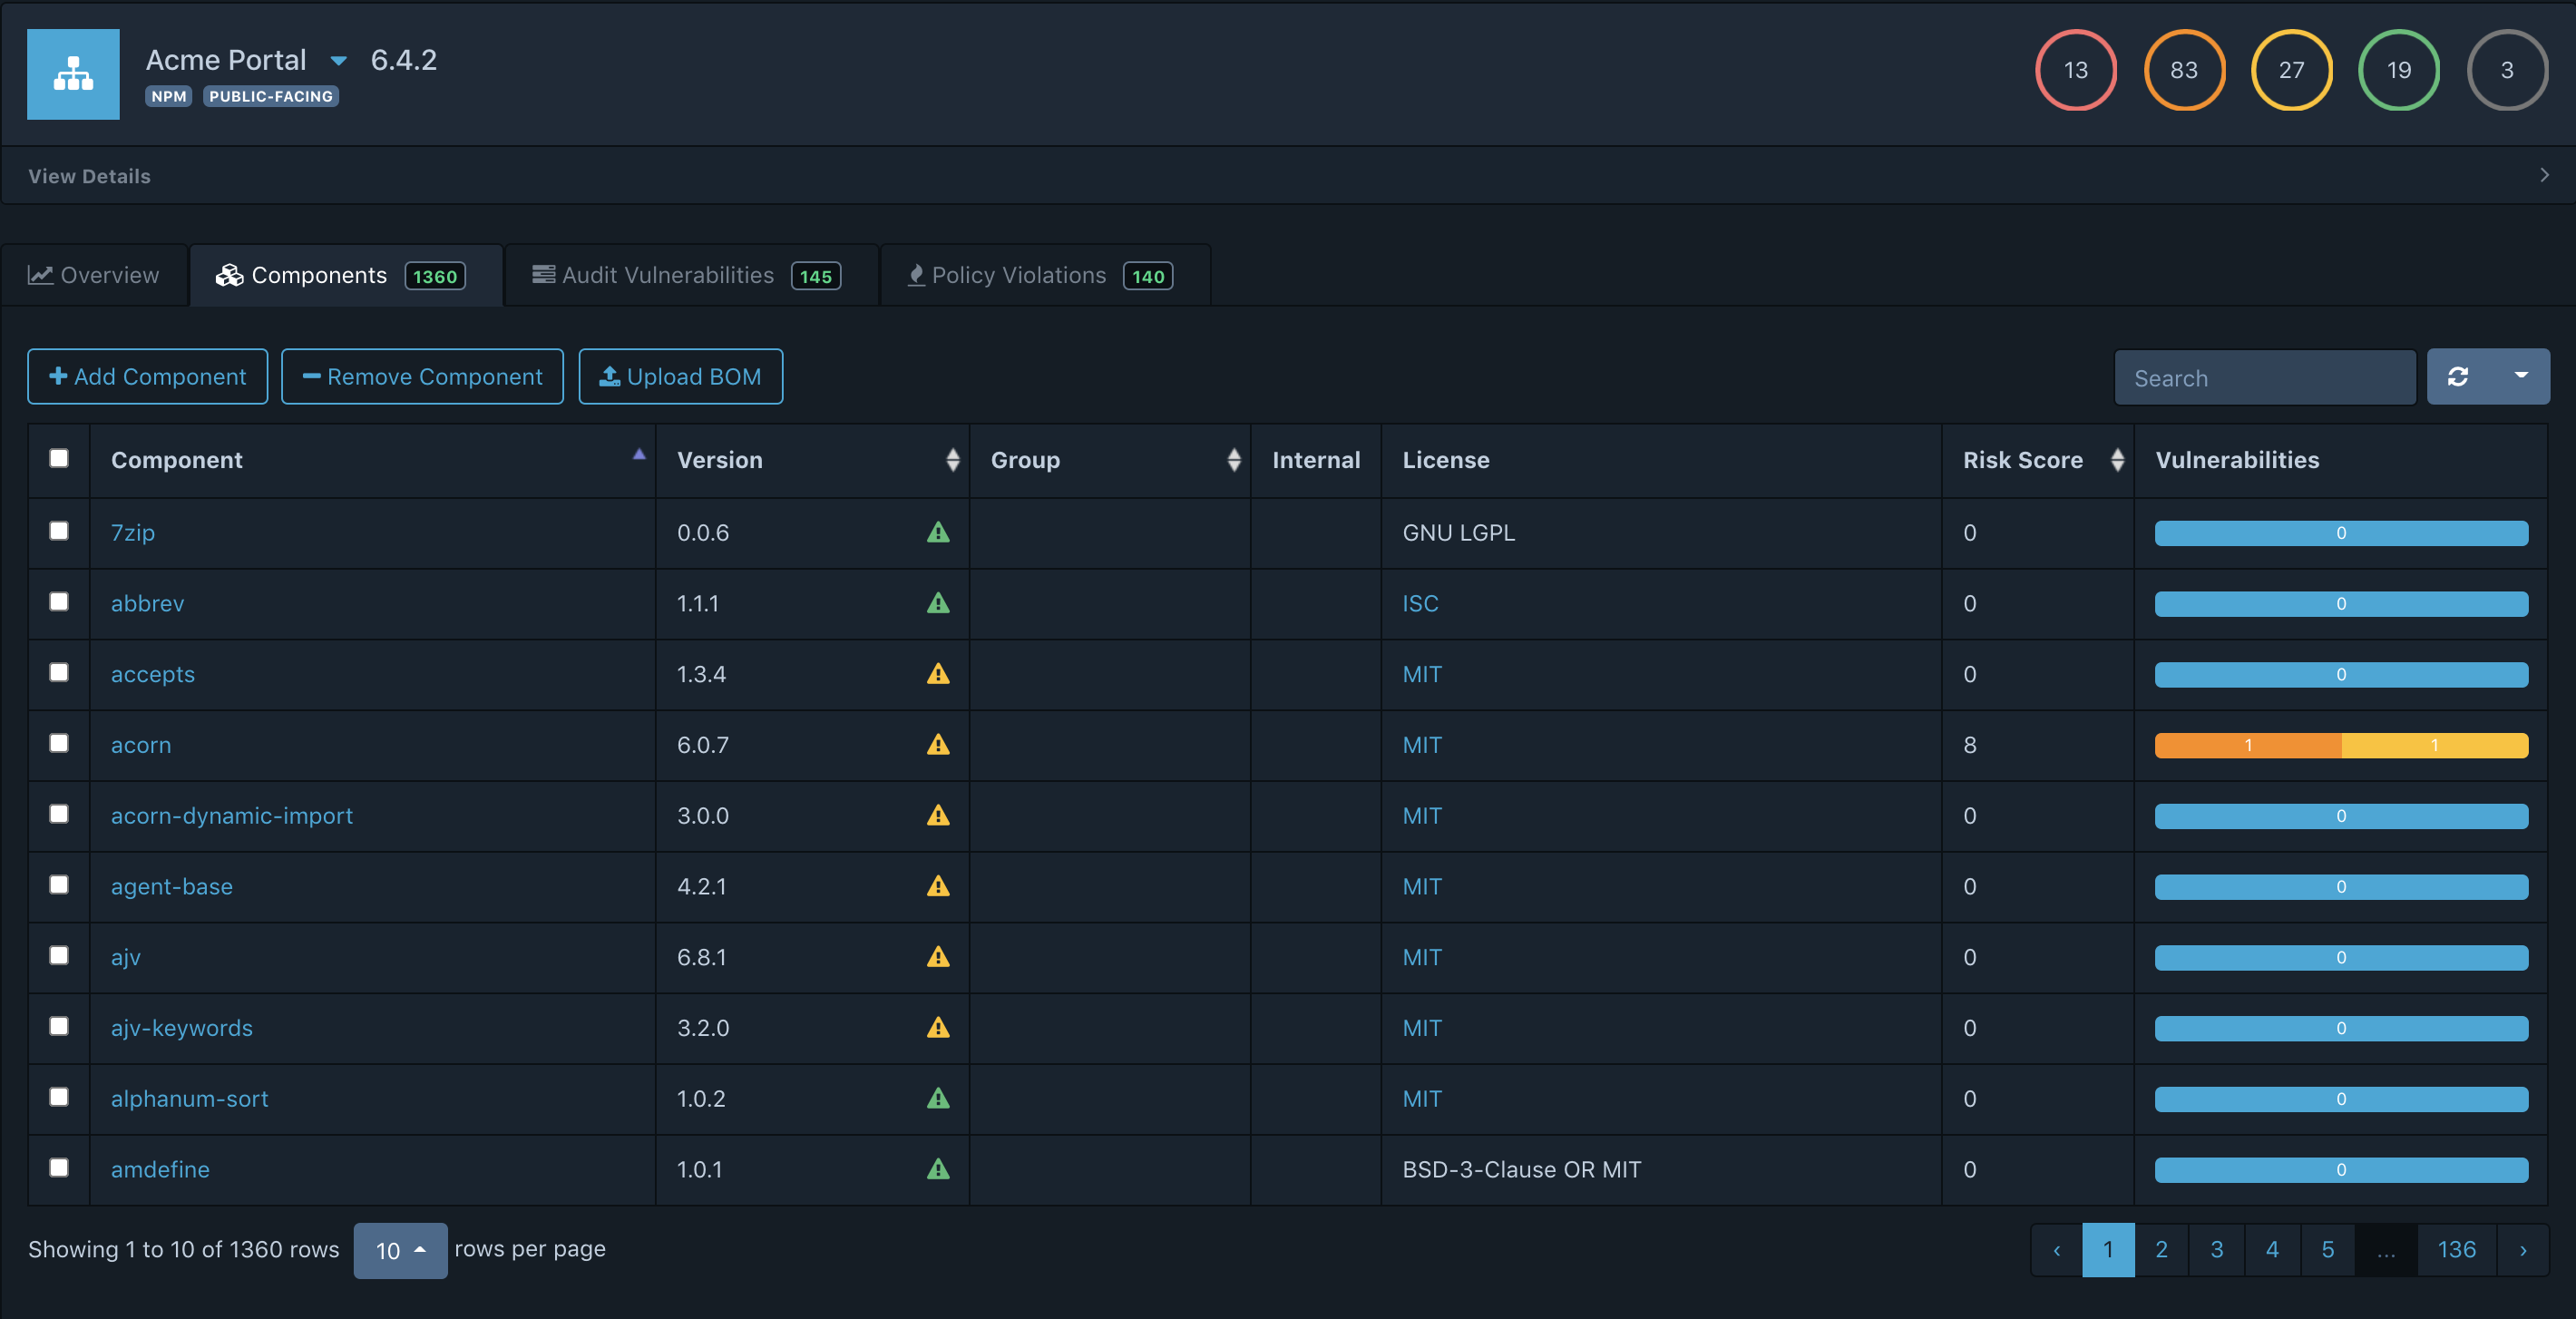 Acme Portal 6.4.2
NPM PUBLIC-FACING
13 83 27 19 3
View Details
Overview Components 1360 Audit Vulnerabilities 145 Policy Violations 140
Add Component Remove Component Upload BOM Search
Component Version Group Internal License Risk Score Vulnerabilities
7zip 0.0.6 GNU LGPL 0 0
abbrev 1.1.1 ISC 0 0
accepts 1.3.4 MIT 0 0
acorn 6.0.7 MIT 8 1 1
acorn-dynamic-import 3.0.0 MIT 0 0
agent-base 4.2.1 MIT 0 0
ajv 6.8.1 MIT 0 0
ajv-keywords 3.2.0 MIT 0 0
alphanum-sort 1.0.2 MIT 0 0
amdefine 1.0.1 BSD-3-Clause OR MIT 0 0
Showing 1 to 10 of 1360 rows 10 rows per page ‹ 1 2 3 4 5 ... 136 ›